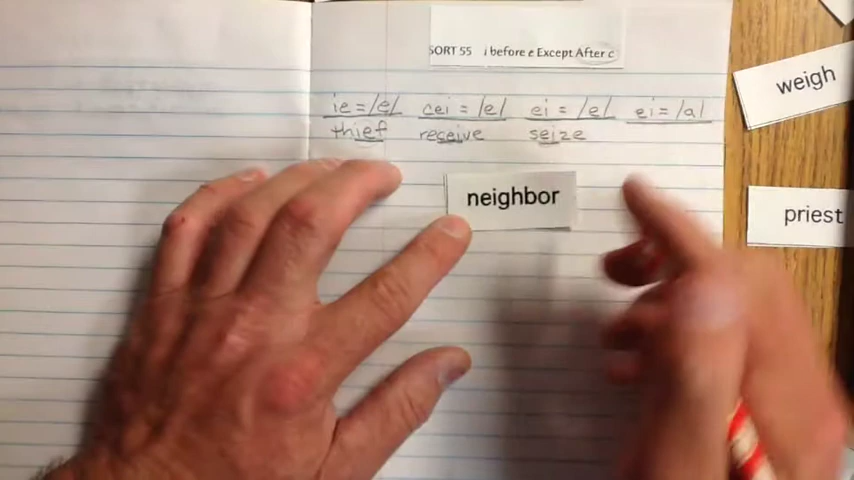 SORT 55 i before e Except After c
ie = /e/ cei = /e/ ei = /e/ ei = /a/
thief receive seize
weigh
neighbor
priest